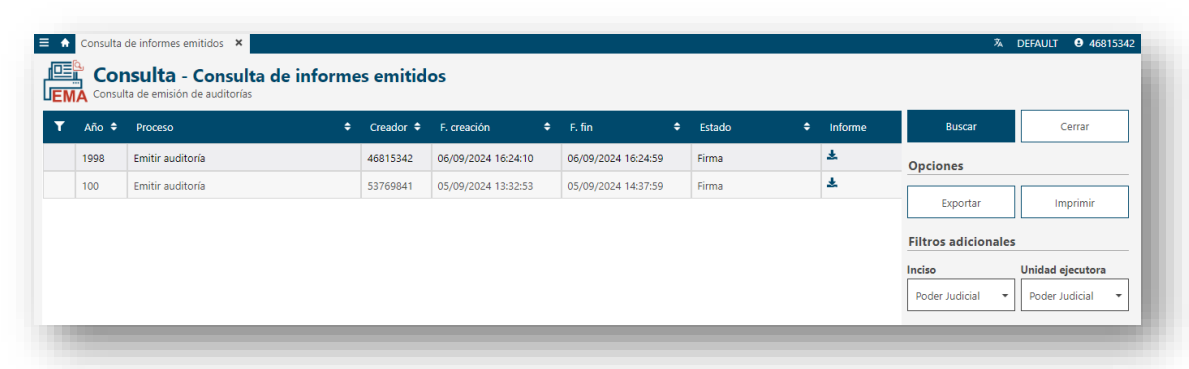 Consulta de informes emitidos ✖ DEFAULT 46815342
EMA
Consulta - Consulta de informes emitidos
Consulta de emisión de auditorías
Año Proceso Creador F. creación F. fin Estado Informe
1998 Emitir auditoría 46815342 06/09/2024 16:24:10 06/09/2024 16:24:59 Firma
100 Emitir auditoría 53769841 05/09/2024 13:32:53 05/09/2024 14:37:59 Firma
Buscar Cerrar
Opciones
Exportar Imprimir
Filtros adicionales
Inciso Unidad ejecutora
Poder Judicial Poder Judicial